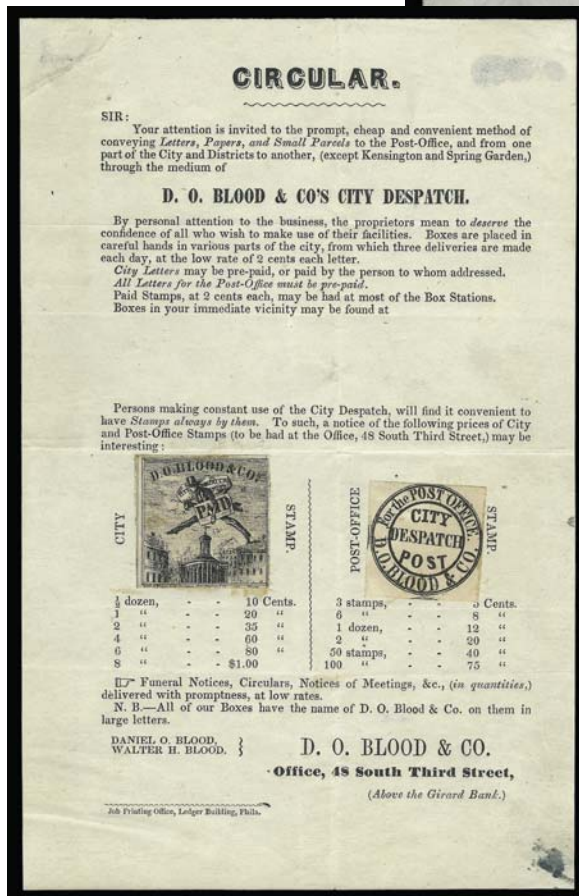 CIRCULAR.
SIR:
Your attention is invited to the prompt, cheap and convenient method of
conveying Letters, Papers, and Small Parcels to the Post-Office, and from one
part of the City and Districts to another, (except Kensington and Spring Garden,)
through the medium of
D. O. BLOOD & CO'S CITY DESPATCH.
By personal attention to the business, the proprietors mean to deserve the
confidence of all who wish to make use of their facilities. Boxes are placed in
careful hands in various parts of the city, from which three deliveries are made
each day, at the low rate of 2 cents each letter.
City Letters may be pre-paid, or paid by the person to whom addressed.
All Letters for the Post-Office must be pre-paid.
Paid Stamps, at 2 cents each, may be had at most of the Box Stations.
Boxes in your immediate vicinity may be found at
Persons making constant use of the City Despatch, will find it convenient to
have Stamps always by them. To such, a notice of the following prices of City
and Post-Office Stamps (to be had at the Office, 48 South Third Street,) may be
interesting:
CITY
D.O. BLOOD & CO'S
PAID
STAMP.
½ dozen, - - 10 Cents.
1 “ - - 20 “
2 “ - - 35 “
4 “ - - 60 “
6 “ - - 80 “
8 “ - - $1.00
POST-OFFICE
For the POST OFFICE.
CITY
DESPATCH
POST
D.O. BLOOD & CO.
STAMP.
3 stamps, - - Cents.
6 “ - - 8 “
1 dozen, - - 12 “
2 “ - - 20 “
50 stamps, - - 40 “
100 “ - - 75 “
☞ Funeral Notices, Circulars, Notices of Meetings, &c., (in quantities,)
delivered with promptness, at low rates.
N. B.—All of our Boxes have the name of D. O. Blood & Co. on them in
large letters.
DANIEL O. BLOOD,
WALTER H. BLOOD.
D. O. BLOOD & CO.
Office, 48 South Third Street,
(Above the Girard Bank.)
Job Printing Office, Ledger Building, Phila.